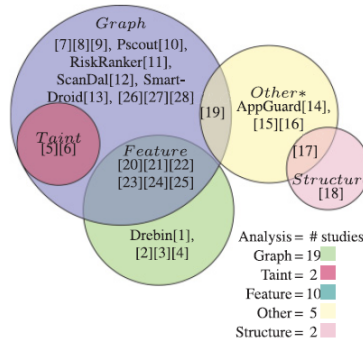 Graph
[7][8][9], Pscout[10],
RiskRanker[11],
ScanDal[12], Smart-
Droid[13], [26][27][28]
[19]
Other*
AppGuard[14],
[15][16]
[17]
Structur
[18]
Taint
[5][6]
Feature
[20][21][22]
[23][24][25]
Drebin[1],
[2][3][4]
Analysis = # studies
Graph = 19
Taint = 2
Feature = 10
Other = 5
Structure = 2